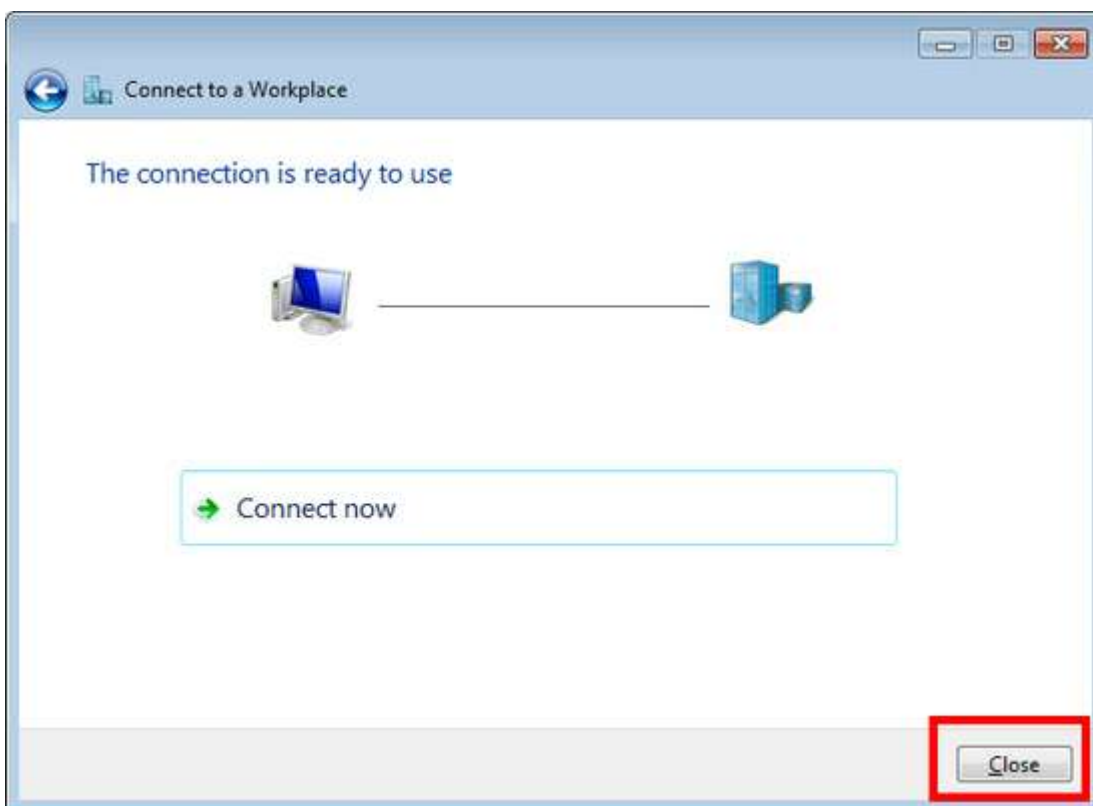 Connect to a Workplace
The connection is ready to use
Connect now
Close